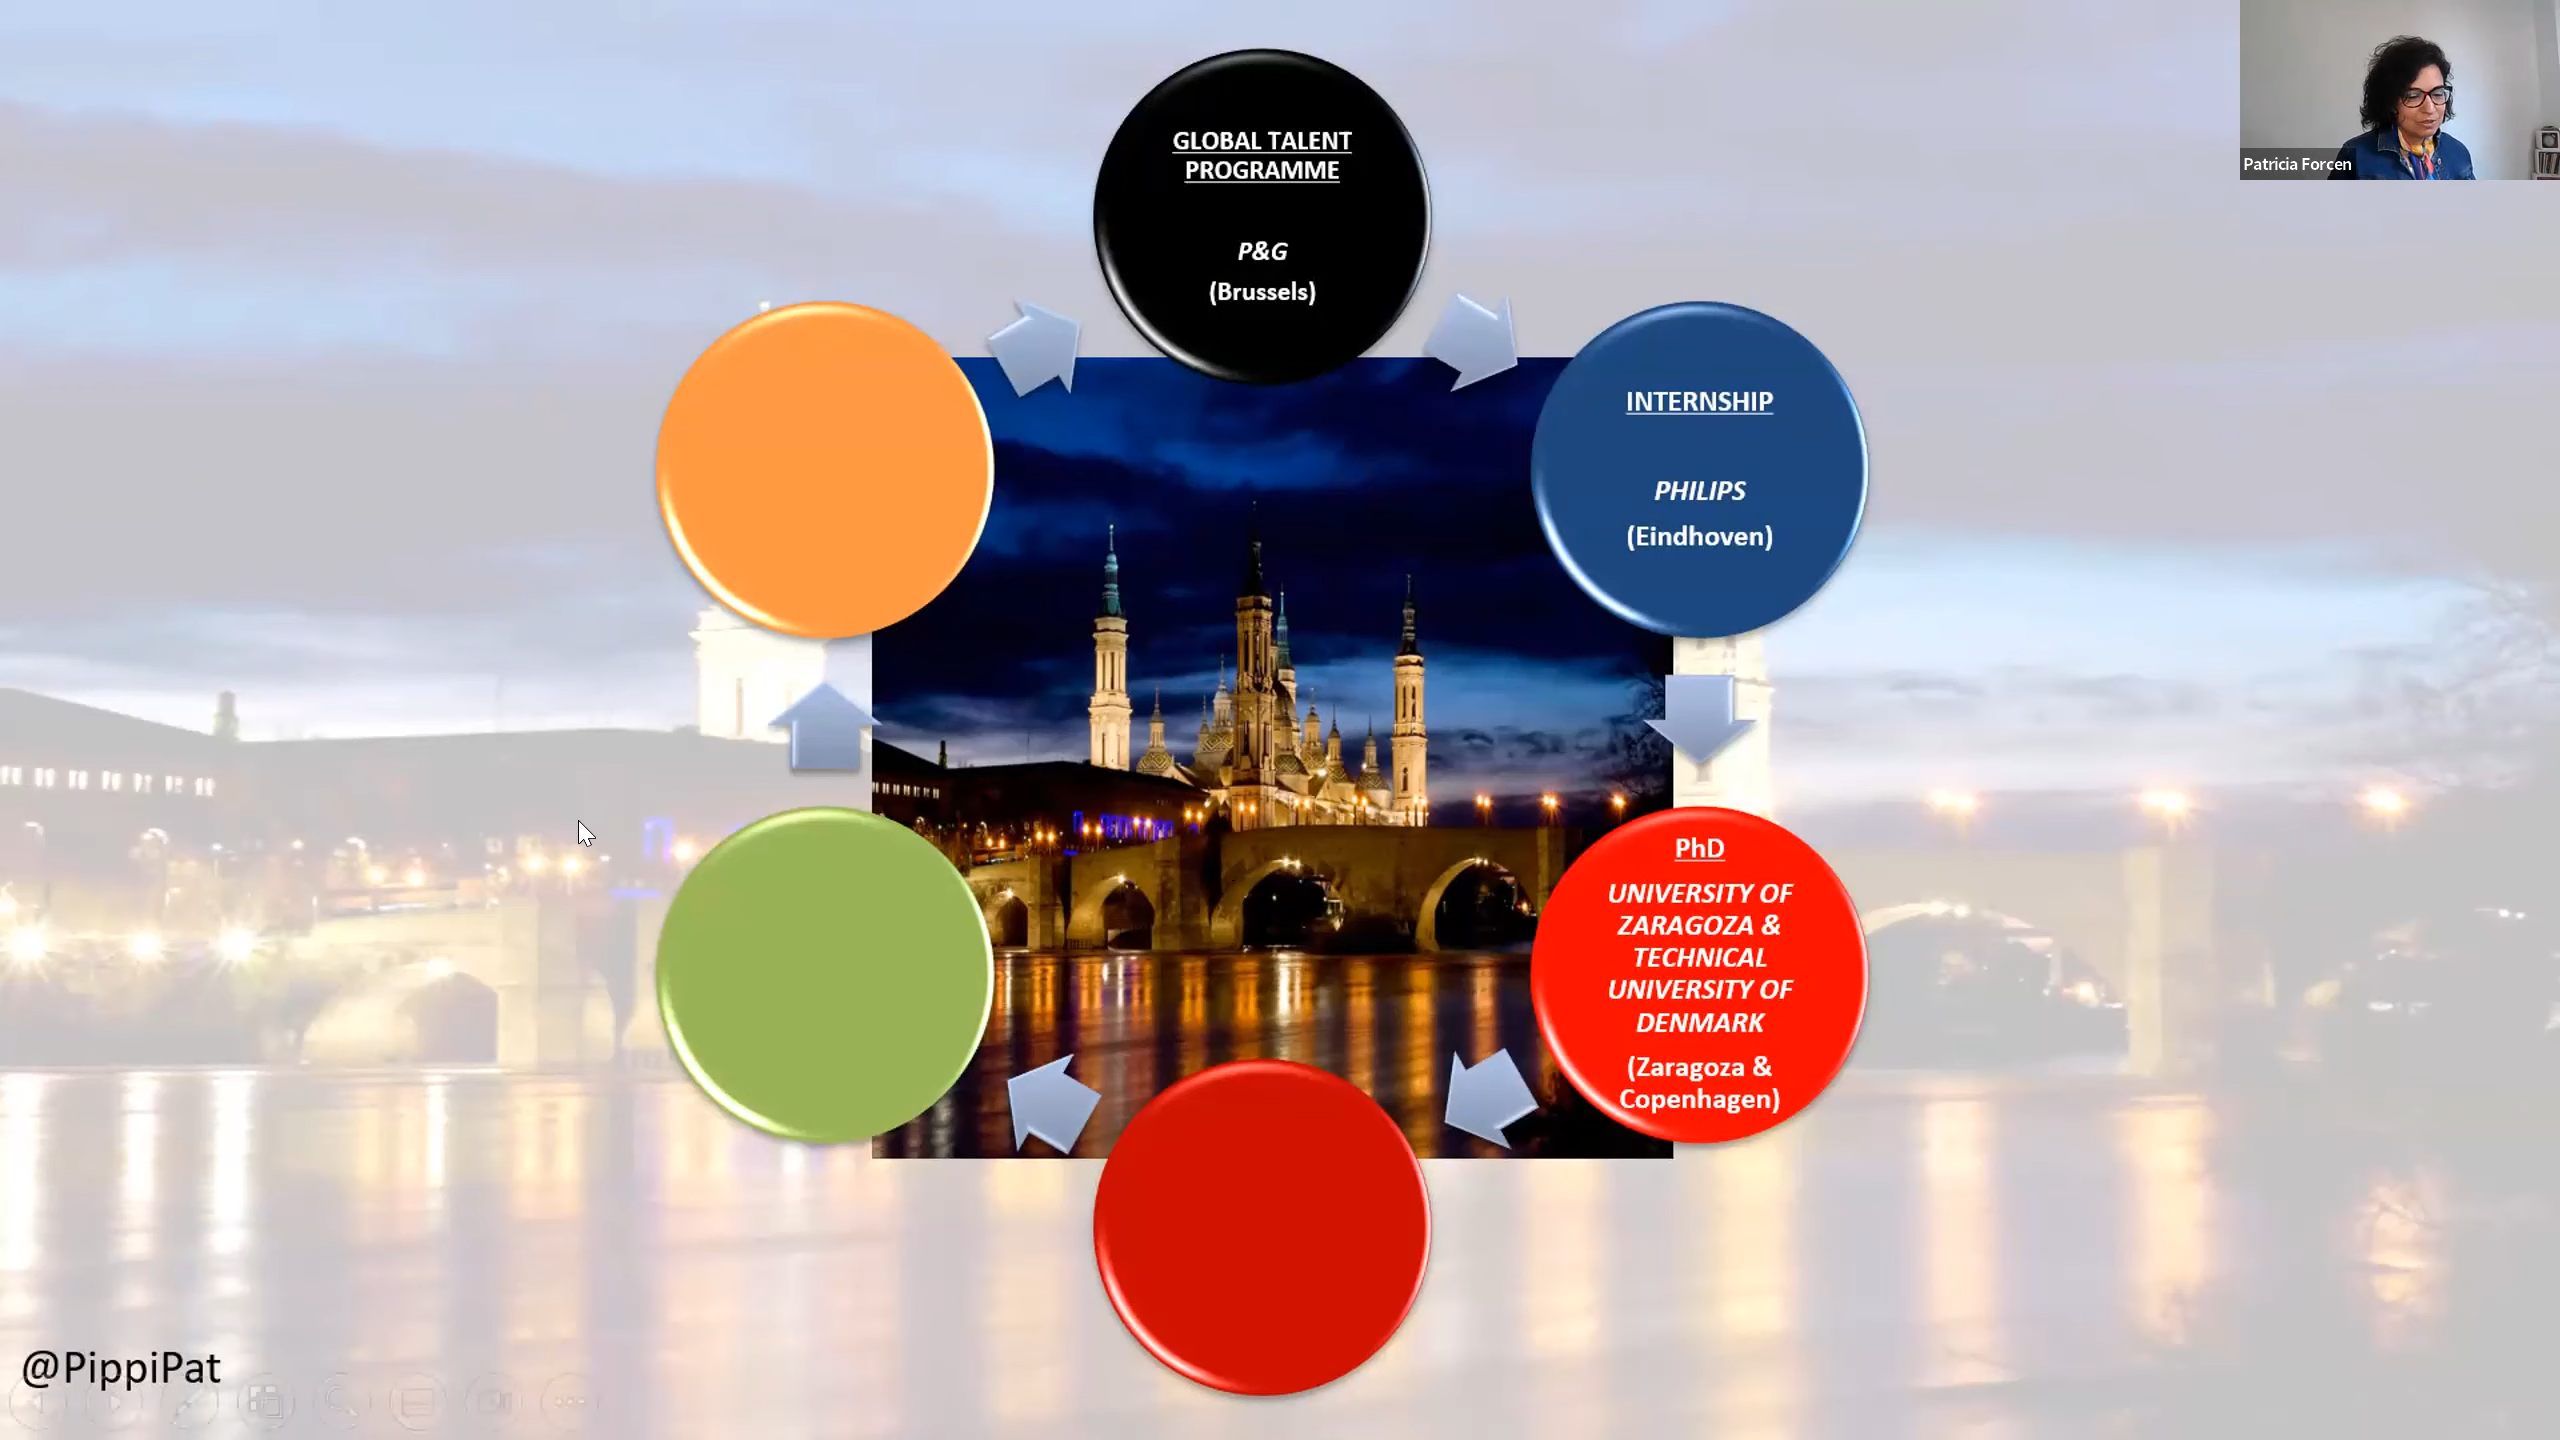 GLOBAL TALENT
PROGRAMME
P&G
(Brussels)
Patricia Forcen
INTERNSHIP
PHILIPS
(Eindhoven)
PhD
UNIVERSITY OF
ZARAGOZA &
TECHNICAL
UNIVERSITY OF
DENMARK
(Zaragoza &
Copenhagen)
@PippiPat